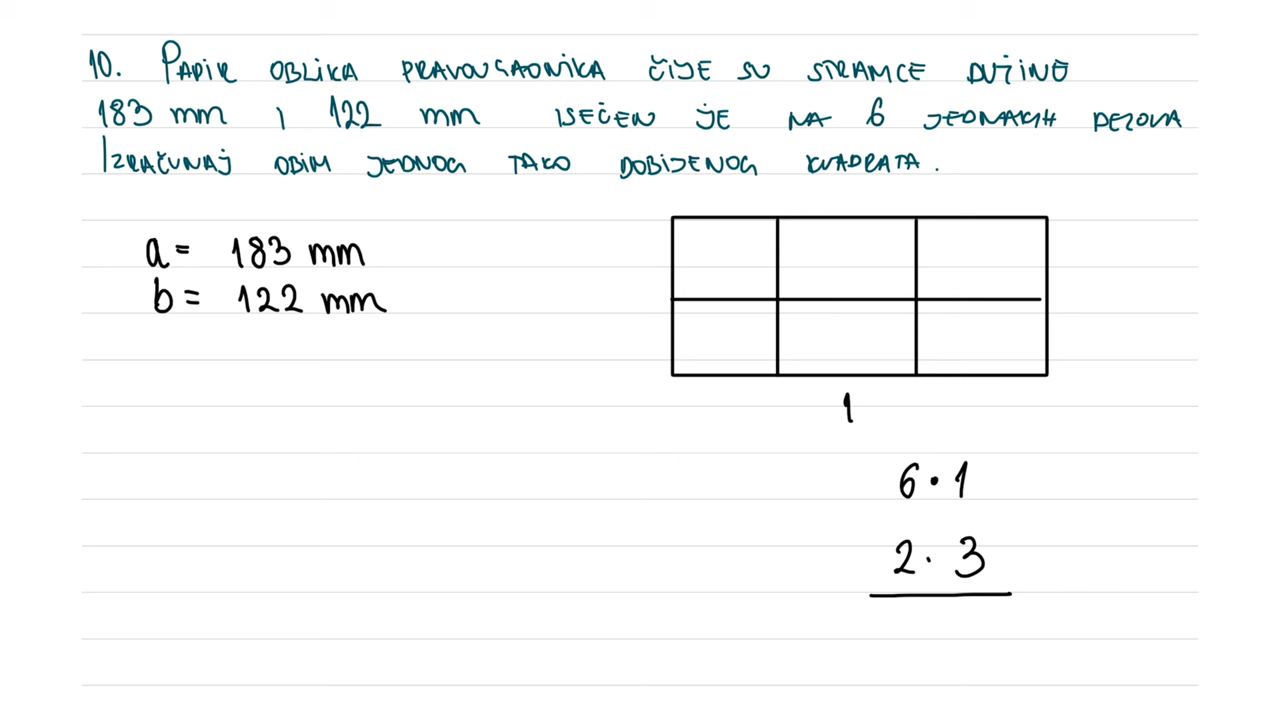 10. PAPIR OBLIKA PRAVOUGAONIKA ČIJE SU STRANICE DUŽINE
183 mm I 122 mm ISEČEN JE NA 6 JEDNAKIH DELOVA
IZRAČUNAJ OBIM JEDNOG TAKO DOBIJENOG KVADRATA.
a = 183 mm
b = 122 mm
1
6 · 1
2 · 3